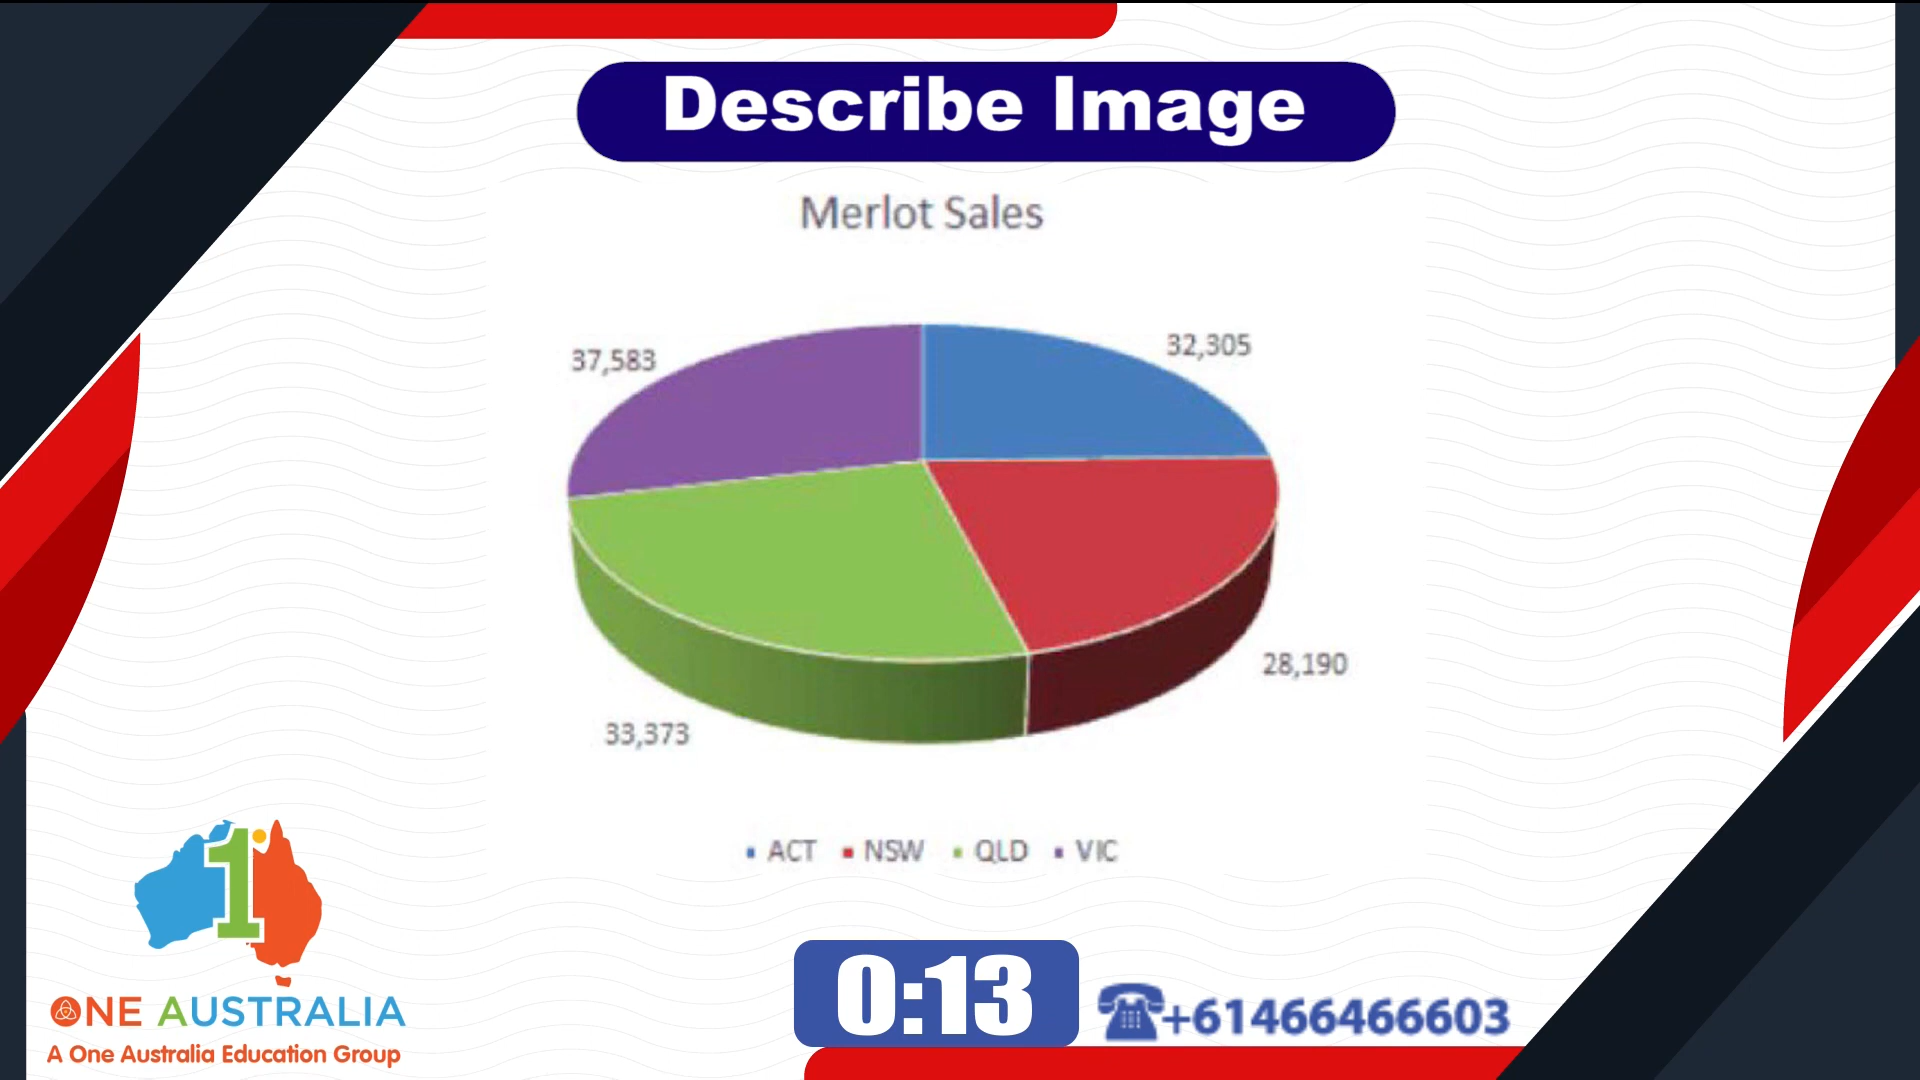 Describe Image
Merlot Sales
37,583
32,305
28,190
33,373
ACT NSW QLD VIC
1
ONE AUSTRALIA
A One Australia Education Group
0:13
+61466466603